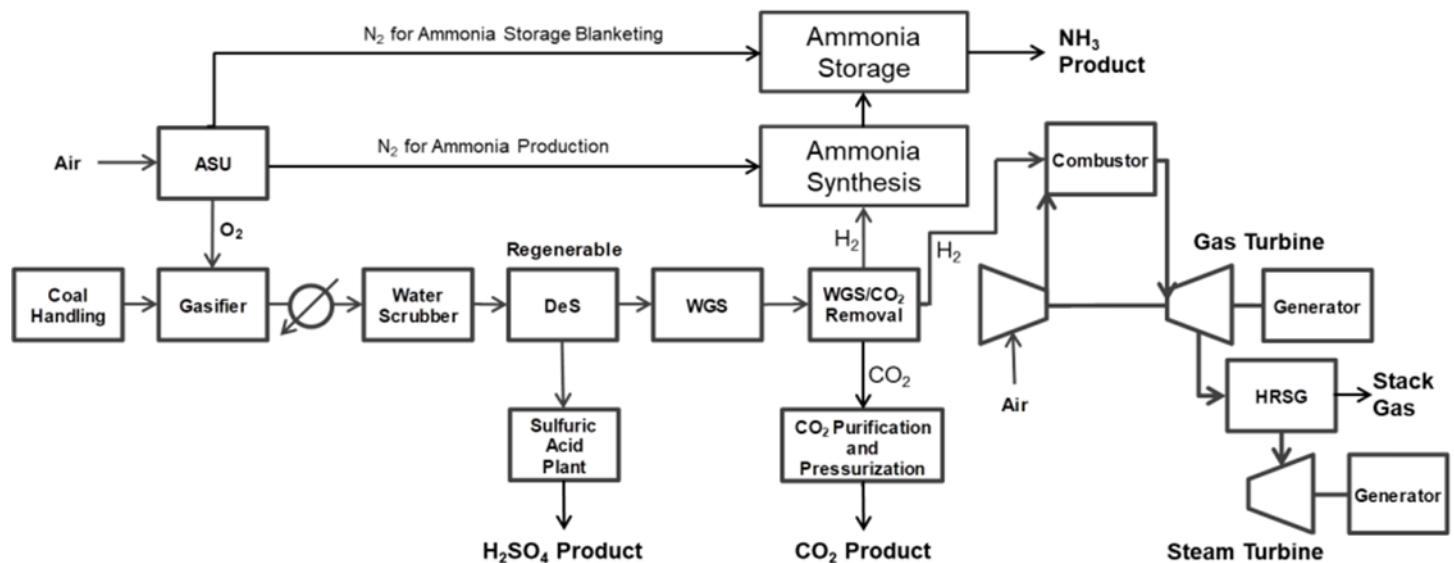 N₂ for Ammonia Storage Blanketing
Ammonia
Storage
NH₃
Product
Air
ASU
N₂ for Ammonia Production
Ammonia
Synthesis
Combustor
O₂
Regenerable
H₂
H₂
Gas Turbine
Coal
Handling
Gasifier
Water
Scrubber
DeS
WGS
WGS/CO₂
Removal
Generator
CO₂
Air
HRSG
Stack
Gas
Sulfuric
Acid
Plant
CO₂ Purification
and
Pressurization
Generator
H₂SO₄ Product
CO₂ Product
Steam Turbine